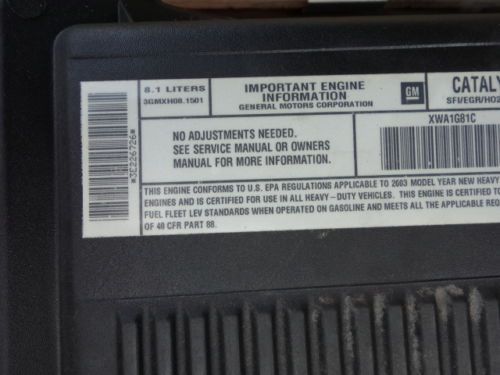 8.1 LITERS
3GMXH08.1501
IMPORTANT ENGINE
INFORMATION
GENERAL MOTORS CORPORATION
GM
CATALY
SFI/EGR/HO2
*3E226726*
NO ADJUSTMENTS NEEDED.
SEE SERVICE MANUAL OR OWNERS
MANUAL FOR MORE INFORMATION.
XWA1G81C
THIS ENGINE CONFORMS TO U.S. EPA REGULATIONS APPLICABLE TO 2003 MODEL YEAR NEW HEAVY
ENGINES AND IS CERTIFIED FOR USE IN ALL HEAVY-DUTY VEHICLES. THIS ENGINE IS CERTIFIED
FUEL FLEET LEV STANDARDS WHEN OPERATED ON GASOLINE AND MEETS ALL THE APPLICABLE REQ
OF 40 CFR PART 88.